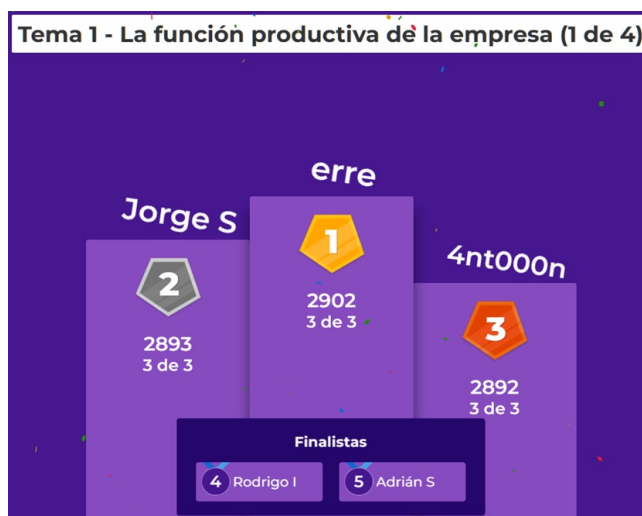 Tema 1 - La función productiva de la empresa (1 de 4)
erre
1
2902
3 de 3
Jorge S
2
2893
3 de 3
4nt000n
3
2892
3 de 3
Finalistas
4 Rodrigo I
5 Adrián S